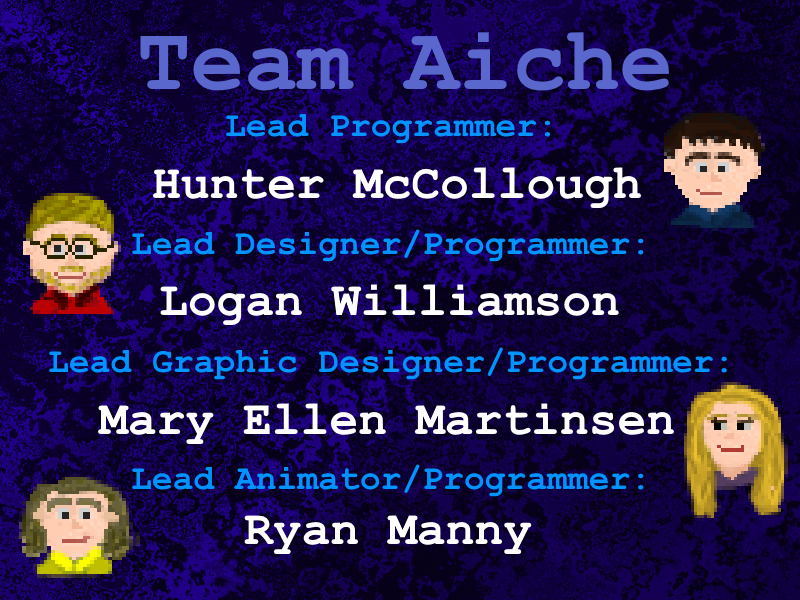 Team Aiche
Lead Programmer:
Hunter McCollough
Lead Designer/Programmer:
Logan Williamson
Lead Graphic Designer/Programmer:
Mary Ellen Martinsen
Lead Animator/Programmer:
Ryan Manny